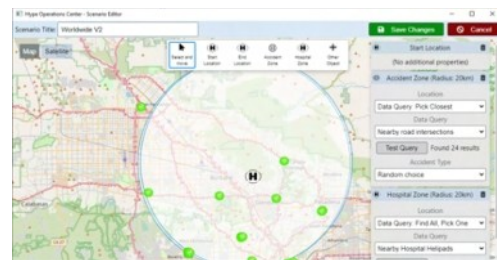 Hype Operations Center - Scenario Editor
Scenario Title: Worldwide V2
Save Changes
Cancel
Map
Satellite
Select and move
Start Location
End Location
Accident Zone
Hospital Zone
Other Object
Start Location
(No additional properties)
Accident Zone (Radius: 20km)
Location
Data Query: Pick Closest
Data Query
Nearby road intersections
Test Query
Found 24 results
Accident Type
Random choice
Hospital Zone (Radius: 20km)
Location
Data Query: Find All, Pick One
Data Query
Nearby Hospital Helipads